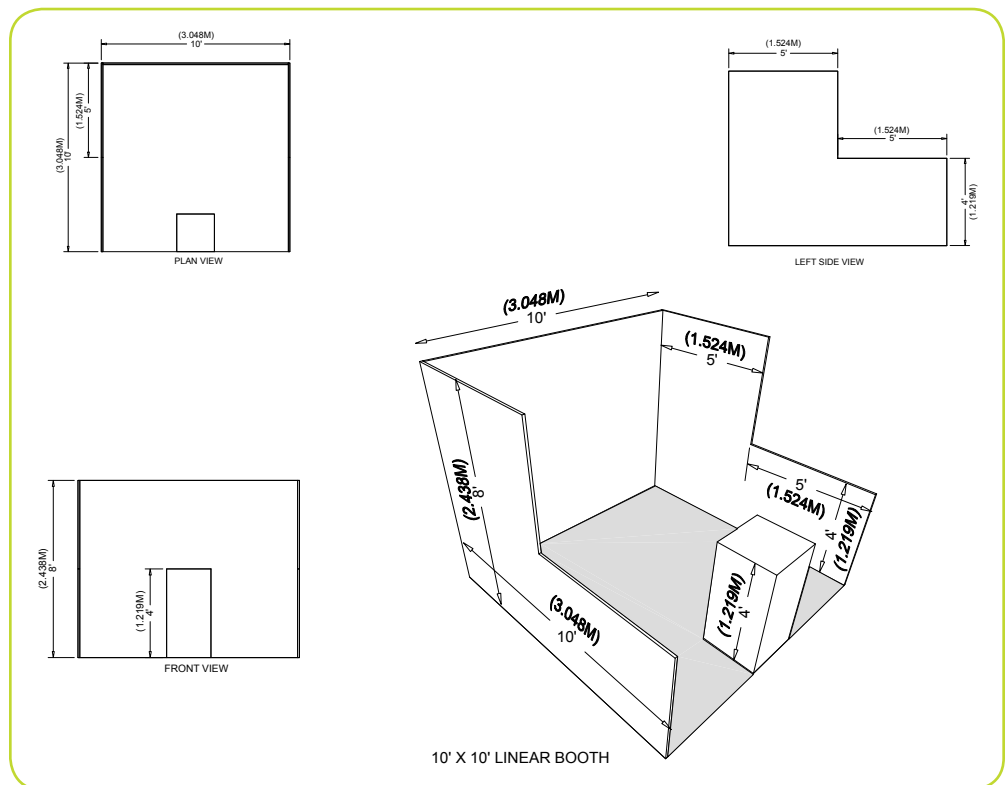 (3.048M)
10'
(3.048M)
10'
(1.524M)
5'
PLAN VIEW
(1.524M)
5'
(1.524M)
5'
4'
(1.219M)
LEFT SIDE VIEW
(3.048M)
10'
(1.524M)
5'
(2.438M)
8'
5'
(1.524M)
4'
(1.219M)
(1.219M)
4'
(3.048M)
10'
(2.438M)
8'
(1.219M)
4'
FRONT VIEW
10' X 10' LINEAR BOOTH